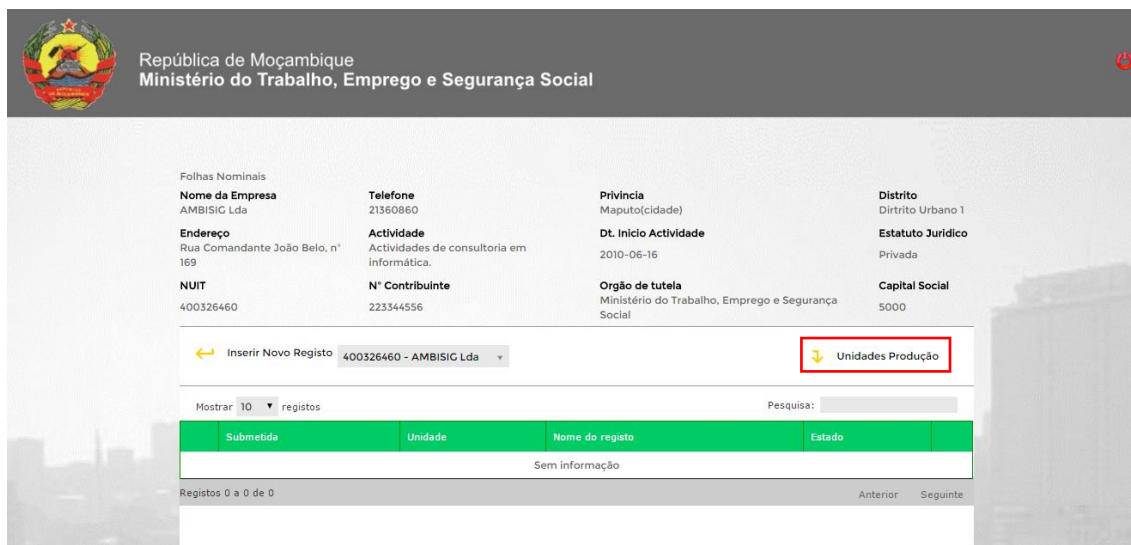 República de Moçambique
Ministério do Trabalho, Emprego e Segurança Social
Folhas Nominais
Nome da Empresa Telefone Privincia Distrito
AMBISIG Lda 21360860 Maputo(cidade) Dirtrito Urbano 1
Endereço Actividade Dt. Inicio Actividade Estatuto Juridico
Rua Comandante João Belo, n° Actividades de consultoria em 2010-06-16 Privada
169 informática.
NUIT N° Contribuinte Orgão de tutela Capital Social
400326460 223344556 Ministério do Trabalho, Emprego e Segurança 5000
Social
Inserir Novo Registo 400326460 - AMBISIG Lda Unidades Produção
Mostrar 10 registos Pesquisa:
Submetida Unidade Nome do registo Estado
Sem informação
Registos 0 a 0 de 0 Anterior Seguinte